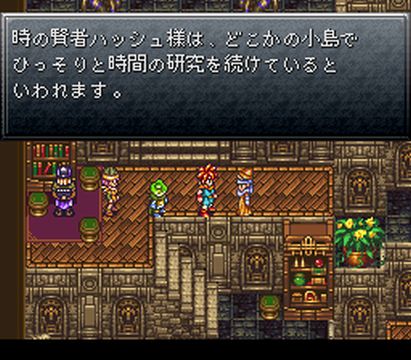 時の賢者ハッシュ様は、どこかの小島で
ひっそりと時間の研究を続けていると
いわれます。